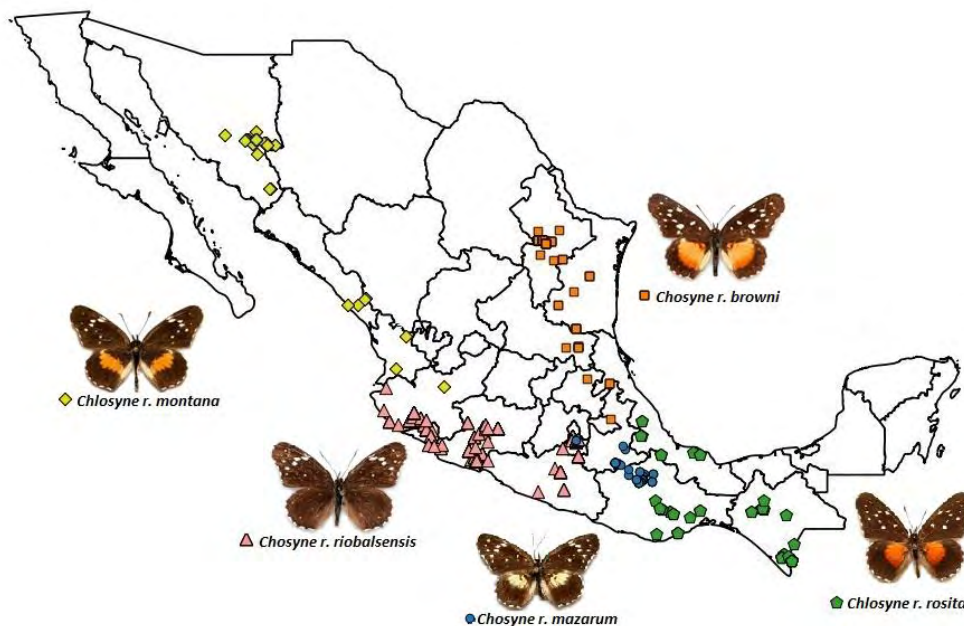 Chosyne r. browni
Chlosyne r. montana
Chosyne r. riobalsensis
Chlosyne r. rosita
Chosyne r. mazarum